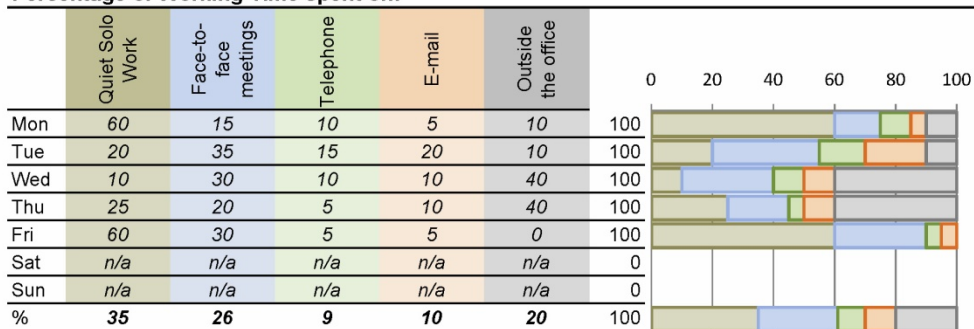 Percentage of Working Time spent on...
Quiet Solo Work
Face-to-face meetings
Telephone
E-mail
Outside the office
0 20 40 60 80 100
Mon 60 15 10 5 10 100
Tue 20 35 15 20 10 100
Wed 10 30 10 10 40 100
Thu 25 20 5 10 40 100
Fri 60 30 5 5 0 100
Sat n/a n/a n/a n/a n/a 0
Sun n/a n/a n/a n/a n/a 0
% 35 26 9 10 20 100